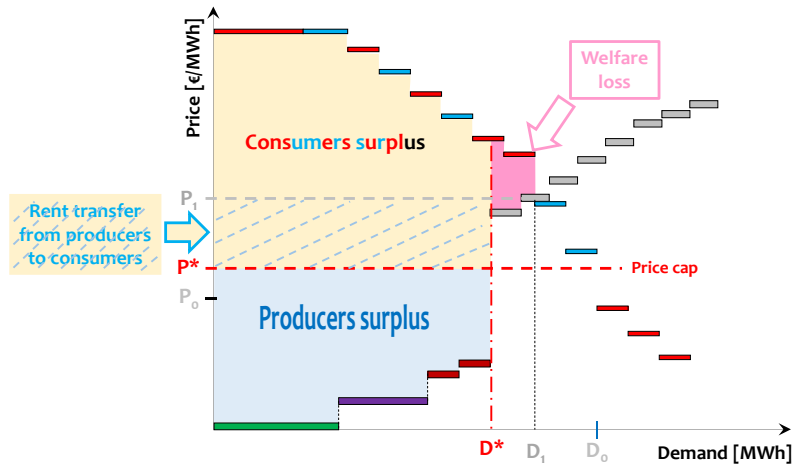 Price [€/MWh]
Welfare
loss
Consumers surplus
P1
Rent transfer
from producers
to consumers
P*
Price cap
P0
Producers surplus
D*
D1
D0
Demand [MWh]